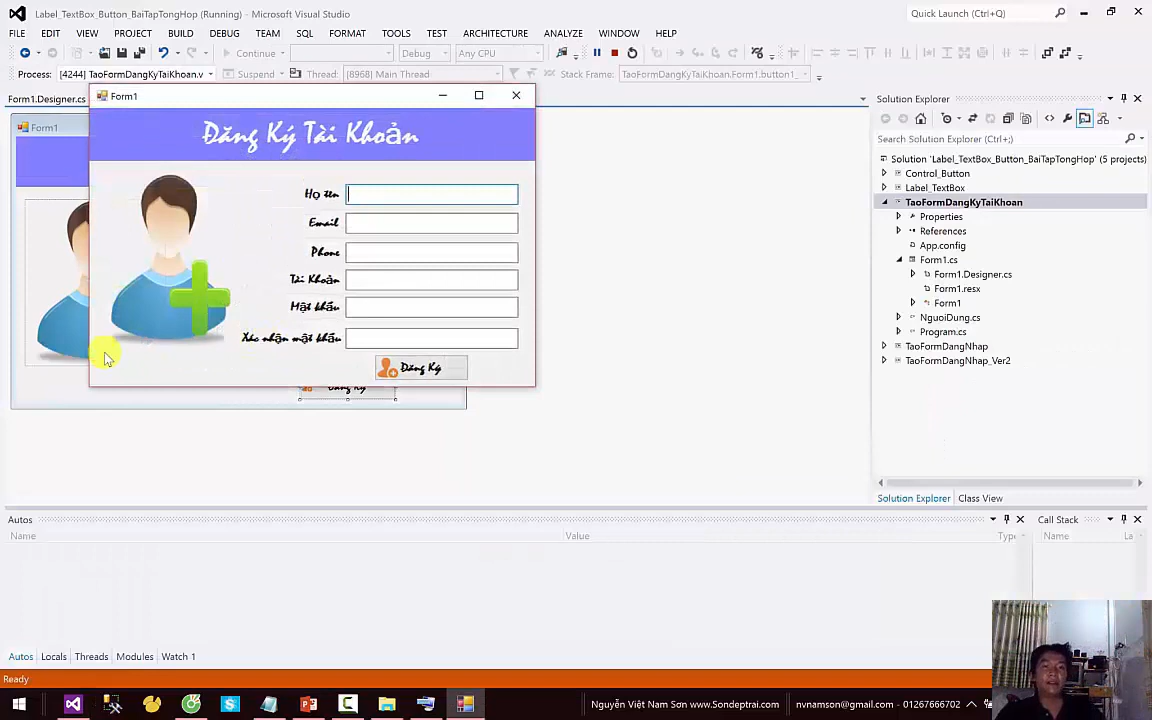 Label_TextBox_Button_BaiTapTongHop (Running) - Microsoft Visual Studio
Quick Launch (Ctrl+Q)
FILE EDIT VIEW PROJECT BUILD DEBUG TEAM SQL FORMAT TOOLS TEST ARCHITECTURE ANALYZE WINDOW HELP
Continue Debug Any CPU
Process: [4244] TaoFormDangKyTaiKhoan.v Suspend Thread: [8968] Main Thread Stack Frame: TaoFormDangKyTaiKhoan.Form1.button1_
Form1.Designer.cs
Form1
Form1
Đăng Ký Tài Khoản
Họ tên
Email
Phone
Tài Khoản
Mật khẩu
Xác nhận mật khẩu
Đăng Ký
Đăng Ký
Solution Explorer
Search Solution Explorer (Ctrl+;)
Solution 'Label_TextBox_Button_BaiTapTongHop' (5 projects)
Control_Button
Label_TextBox
TaoFormDangKyTaiKhoan
Properties
References
App.config
Form1.cs
Form1.Designer.cs
Form1.resx
Form1
NguoiDung.cs
Program.cs
TaoFormDangNhap
TaoFormDangNhap_Ver2
Solution Explorer Class View
Autos
Name Value Type
Call Stack
Name La
Autos Locals Threads Modules Watch 1
Ready
Nguyễn Việt Nam Sơn www.Sondeptrai.com nvnamson@gmail.com - 01267666702